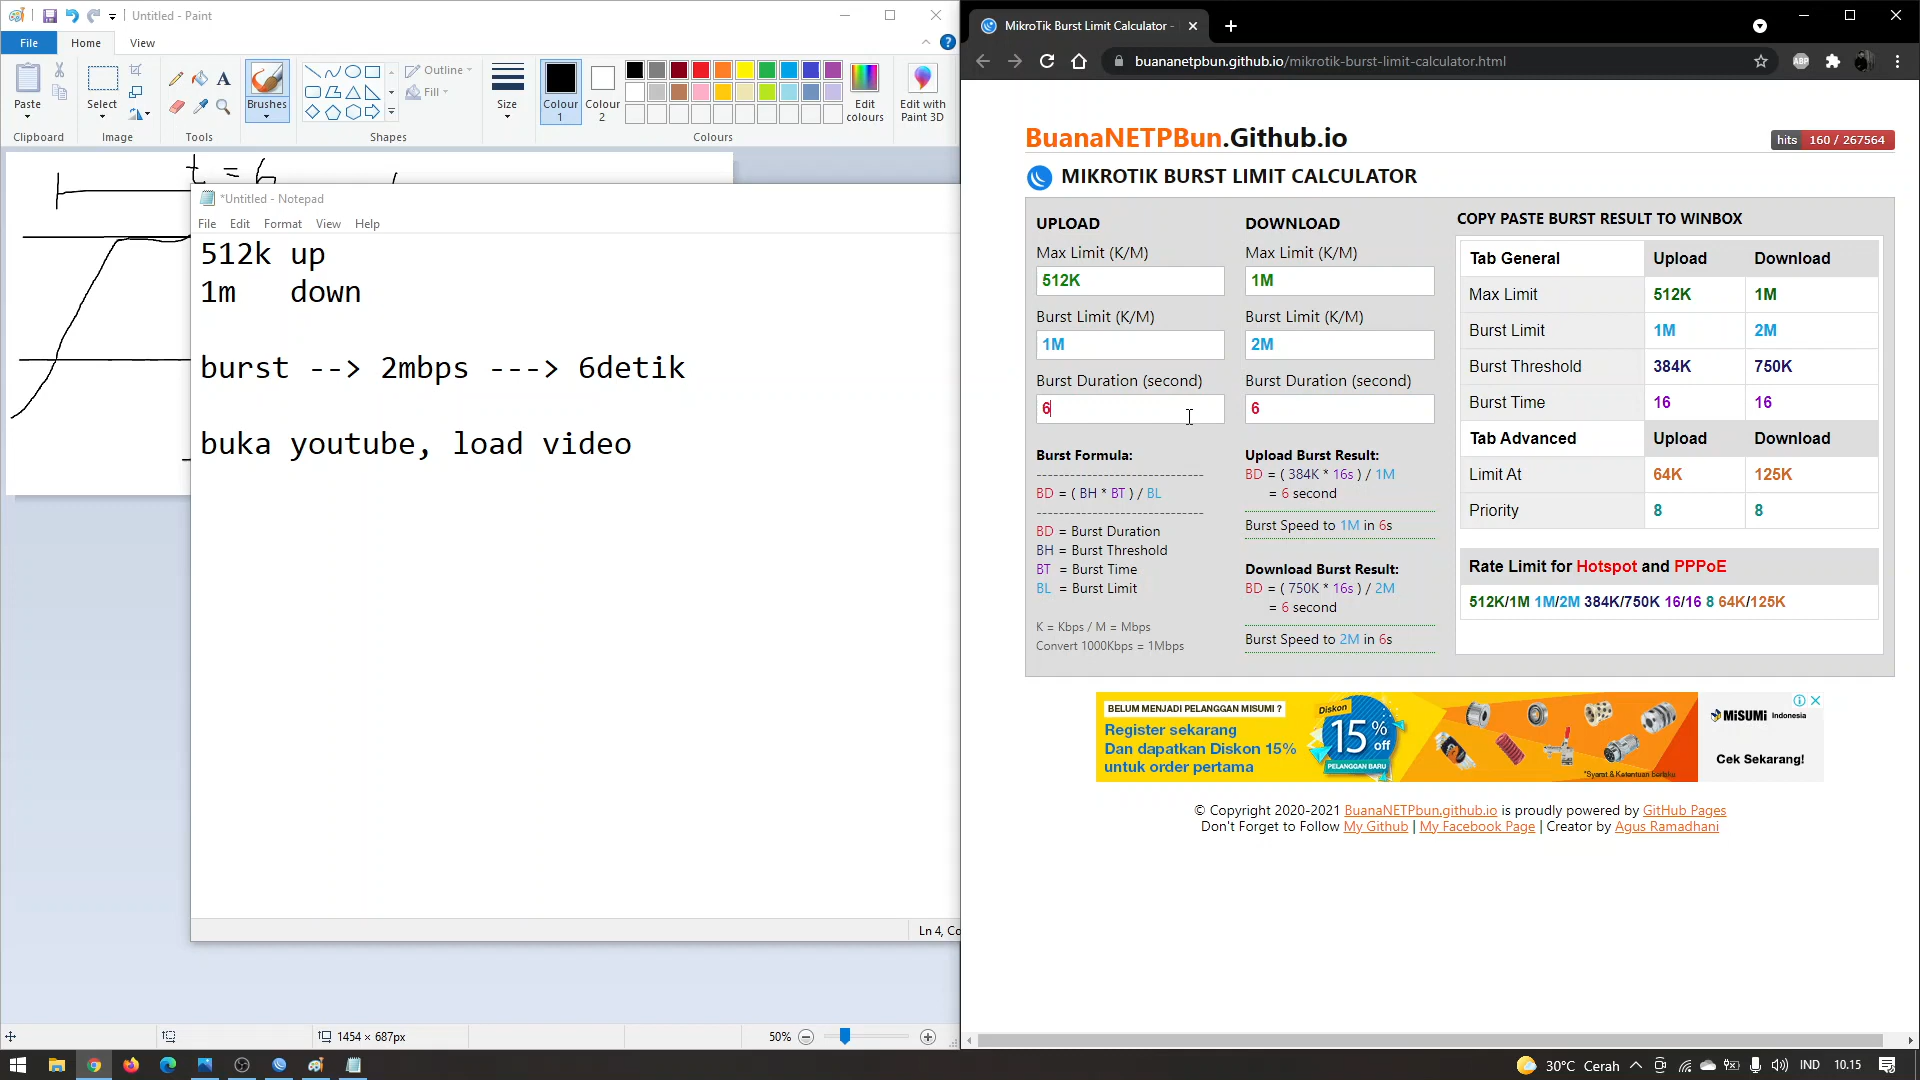 Untitled - Paint
File Home View
Paste
Select
Brushes
Outline
Fill
Size
Colour 1
Colour 2
Edit colours
Edit with Paint 3D
Clipboard
Image
Tools
Shapes
Colours
t = 6
*Untitled - Notepad
File Edit Format View Help
512k up
1m down
burst --> 2mbps ---> 6detik
buka youtube, load video
Ln 4, Co
1454 × 687px
50%
MikroTik Burst Limit Calculator -
buananetpbun.github.io/mikrotik-burst-limit-calculator.html
ABP
BuanaNETPBun.Github.io
hits 160 / 267564
MIKROTIK BURST LIMIT CALCULATOR
UPLOAD
Max Limit (K/M)
512K
Burst Limit (K/M)
1M
Burst Duration (second)
6
DOWNLOAD
Max Limit (K/M)
1M
Burst Limit (K/M)
2M
Burst Duration (second)
6
Burst Formula:
------------------------------
BD = ( BH * BT ) / BL
------------------------------
BD = Burst Duration
BH = Burst Threshold
BT = Burst Time
BL = Burst Limit
K = Kbps / M = Mbps
Convert 1000Kbps = 1Mbps
Upload Burst Result:
BD = ( 384K * 16s ) / 1M
= 6 second
Burst Speed to 1M in 6s
Download Burst Result:
BD = ( 750K * 16s ) / 2M
= 6 second
Burst Speed to 2M in 6s
COPY PASTE BURST RESULT TO WINBOX
Tab General Upload Download
Max Limit 512K 1M
Burst Limit 1M 2M
Burst Threshold 384K 750K
Burst Time 16 16
Tab Advanced Upload Download
Limit At 64K 125K
Priority 8 8
Rate Limit for Hotspot and PPPoE
512K/1M 1M/2M 384K/750K 16/16 8 64K/125K
BELUM MENJADI PELANGGAN MISUMI ?
Register sekarang
Dan dapatkan Diskon 15%
untuk order pertama
Diskon
15% off
PELANGGAN BARU
*Syarat & Ketentuan berlaku
MiSUMi Indonesia
Cek Sekarang!
© Copyright 2020-2021 BuanaNETPbun.github.io is proudly powered by GitHub Pages
Don't Forget to Follow My Github | My Facebook Page | Creator by Agus Ramadhani
30°C Cerah
IND
10.15